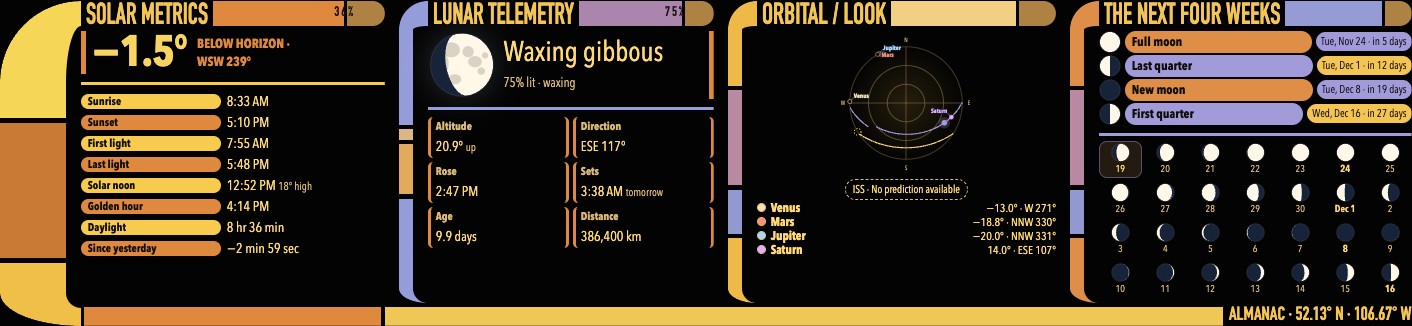 SOLAR METRICS
36%
−1.5°
BELOW HORIZON ·
WSW 239°
Sunrise 8:33 AM
Sunset 5:10 PM
First light 7:55 AM
Last light 5:48 PM
Solar noon 12:52 PM 18° high
Golden hour 4:14 PM
Daylight 8 hr 36 min
Since yesterday −2 min 59 sec
LUNAR TELEMETRY
75%
Waxing gibbous
75% lit · waxing
Altitude
20.9° up
Direction
ESE 117°
Rose
2:47 PM
Sets
3:38 AM tomorrow
Age
9.9 days
Distance
386,400 km
ORBITAL / LOOK
N
Jupiter
Mars
Venus
W
E
Saturn
S
ISS · No prediction available
Venus −13.0° · W 271°
Mars −18.8° · NNW 330°
Jupiter −20.0° · NNW 331°
Saturn 14.0° · ESE 107°
THE NEXT FOUR WEEKS
Full moon Tue, Nov 24 · in 5 days
Last quarter Tue, Dec 1 · in 12 days
New moon Tue, Dec 8 · in 19 days
First quarter Wed, Dec 16 · in 27 days
19 20 21 22 23 24 25
26 27 28 29 30 Dec 1 2
3 4 5 6 7 8 9
10 11 12 13 14 15 16
ALMANAC · 52.13° N · 106.67° W